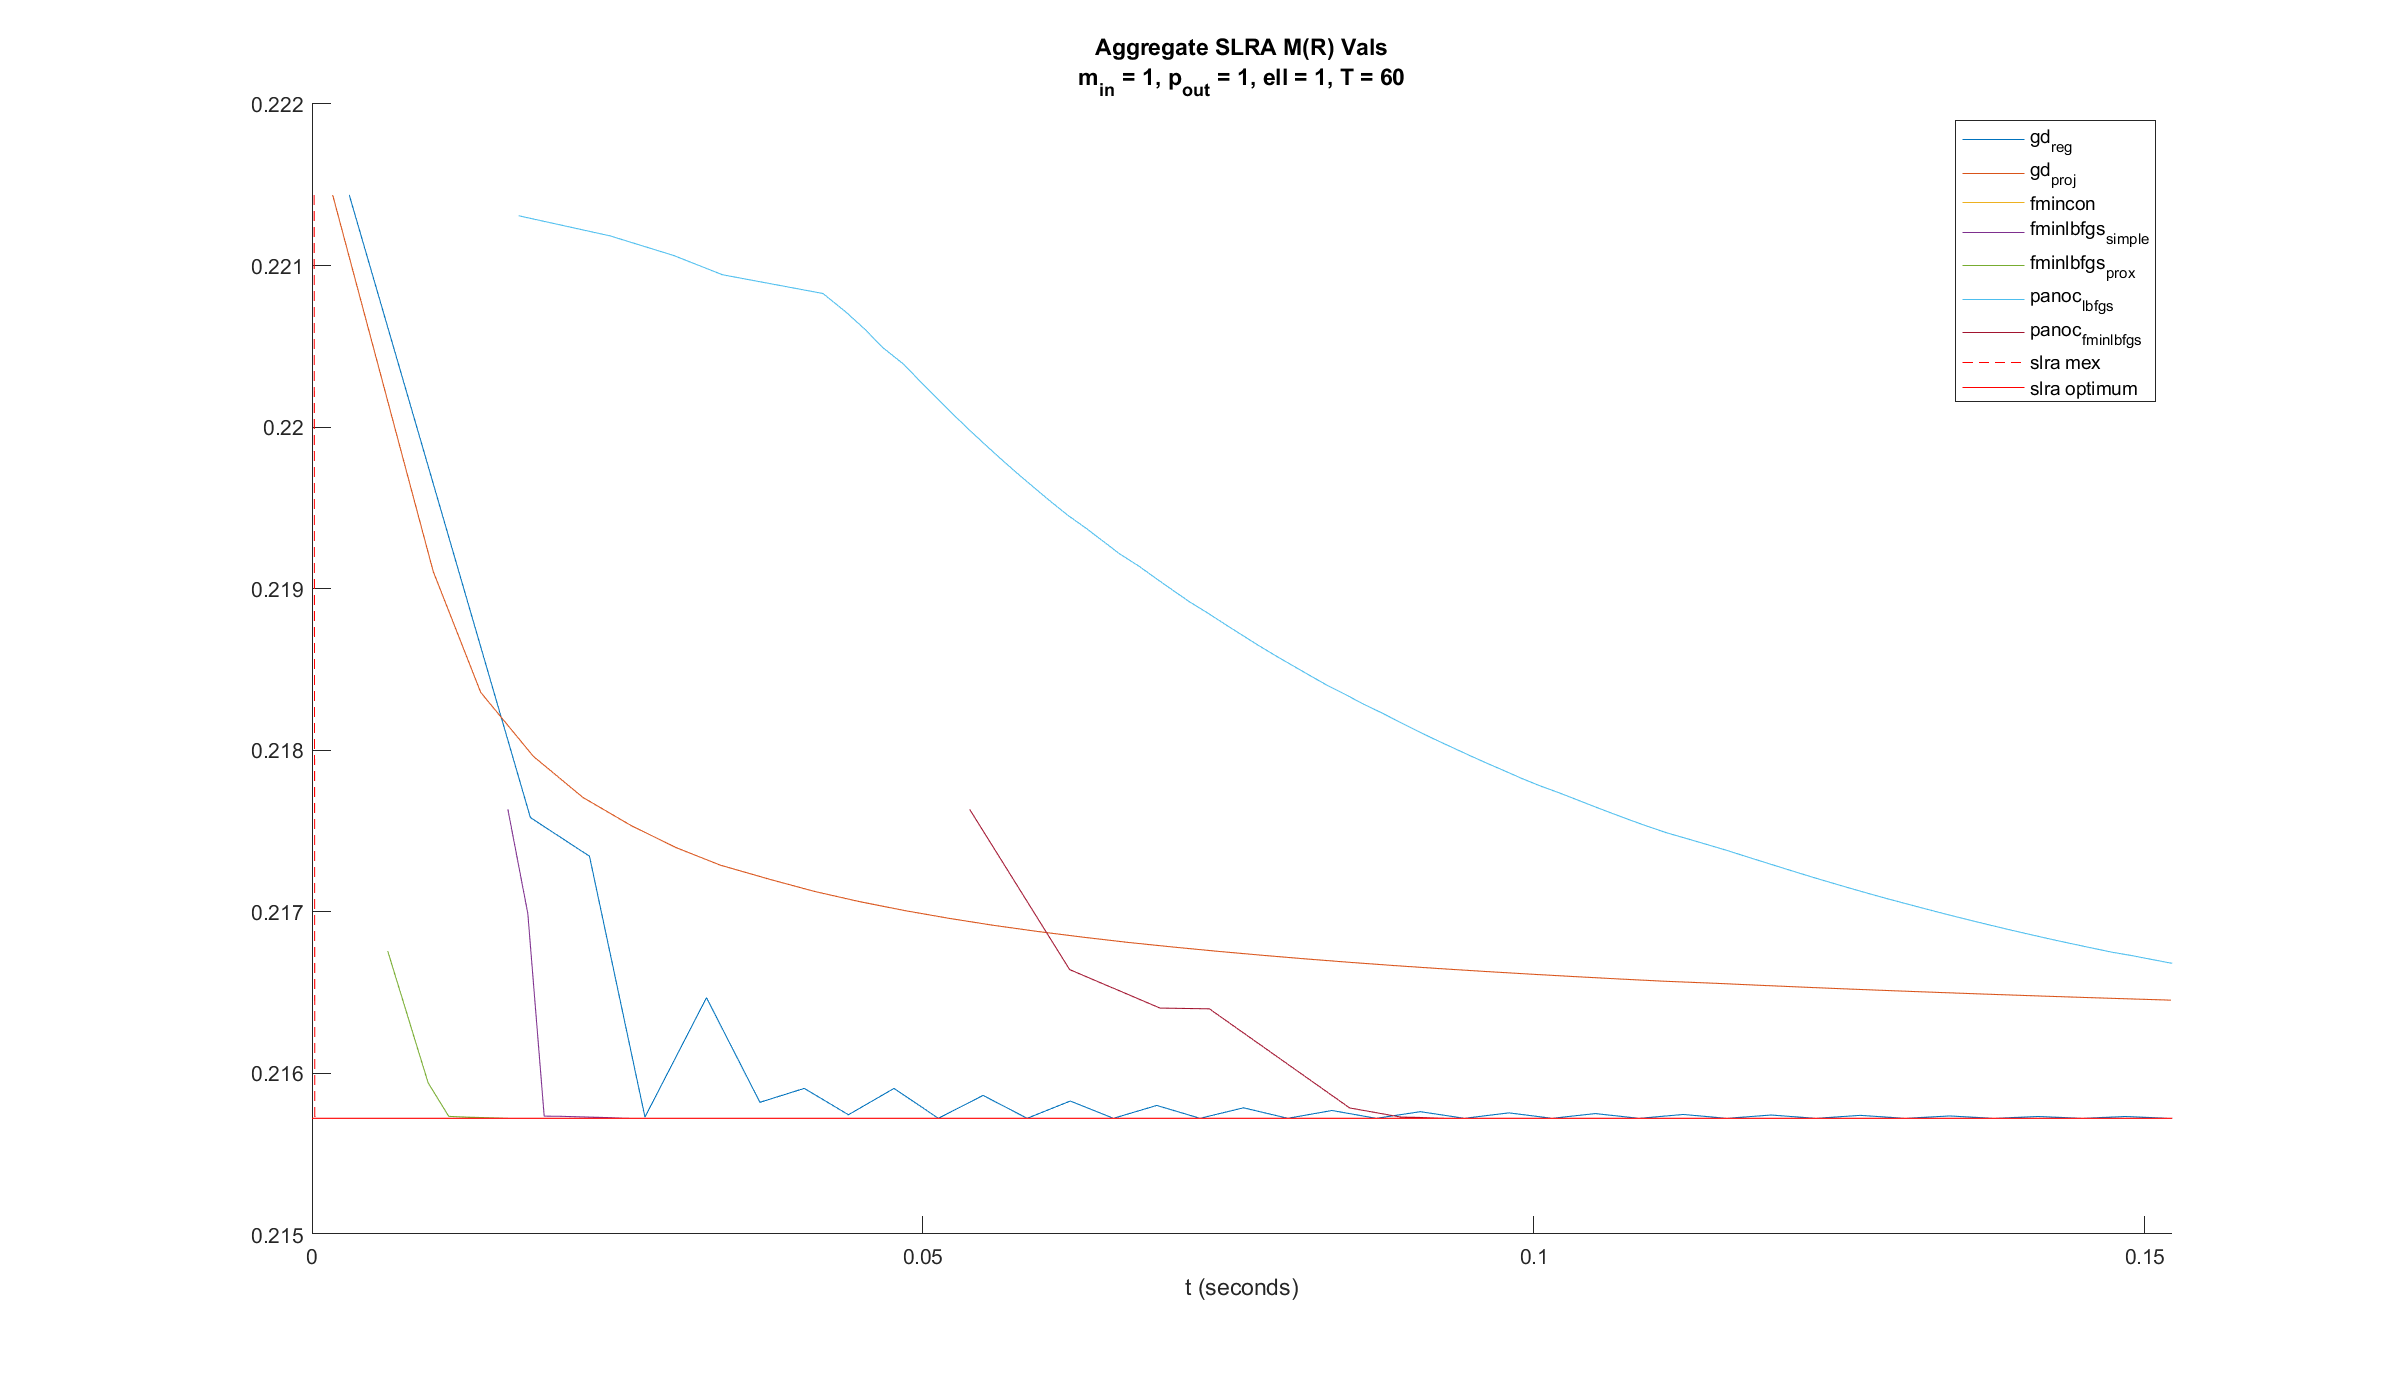 Aggregate SLRA M(R) Vals
m_in = 1, p_out = 1, ell = 1, T = 60
0.222
0.221
0.22
0.219
0.218
0.217
0.216
0.215
0
0.05
0.1
0.15
t (seconds)
gd_reg
gd_proj
fmincon
fminlbfgs_simple
fminlbfgs_prox
panoc_lbfgs
panoc_fminlbfgs
slra mex
slra optimum